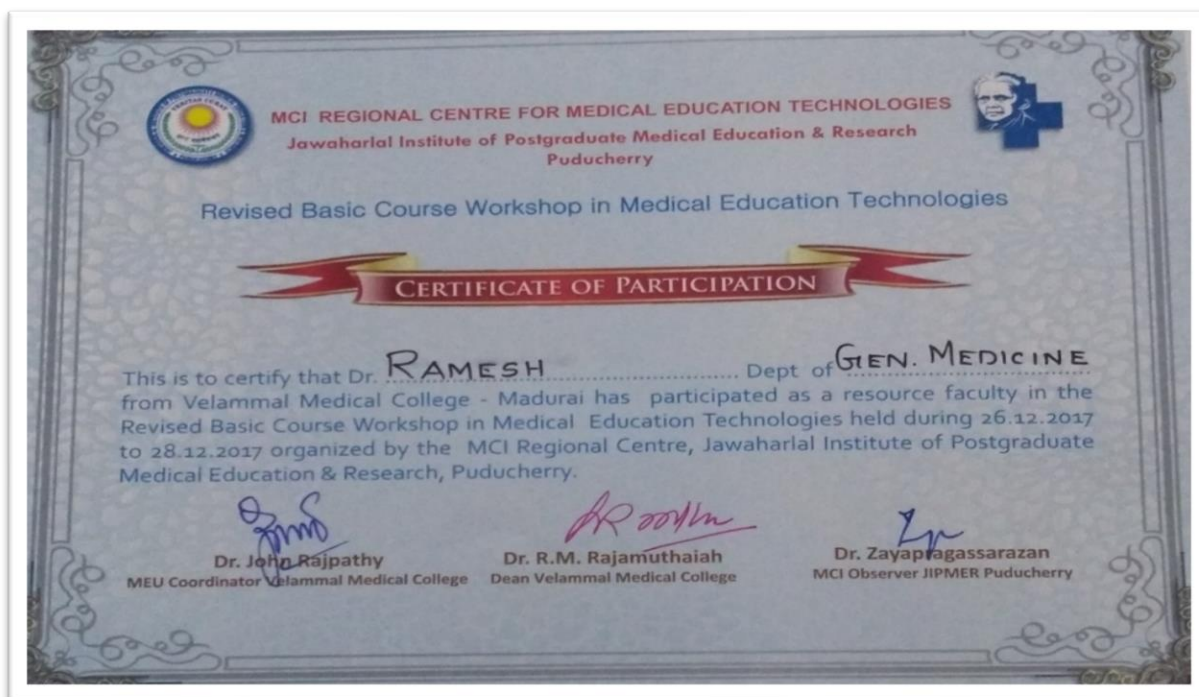 MCI REGIONAL CENTRE FOR MEDICAL EDUCATION TECHNOLOGIES
Jawaharlal Institute of Postgraduate Medical Education & Research
Puducherry
Revised Basic Course Workshop in Medical Education Technologies
CERTIFICATE OF PARTICIPATION
This is to certify that Dr. RAMESH Dept of GEN. MEDICINE
from Velammal Medical College - Madurai has participated as a resource faculty in the
Revised Basic Course Workshop in Medical Education Technologies held during 26.12.2017
to 28.12.2017 organized by the MCI Regional Centre, Jawaharlal Institute of Postgraduate
Medical Education & Research, Puducherry.
Dr. John Rajpathy Dr. R.M. Rajamuthaiah Dr. Zayapragassarazan
MEU Coordinator Velammal Medical College Dean Velammal Medical College MCI Observer JIPMER Puducherry